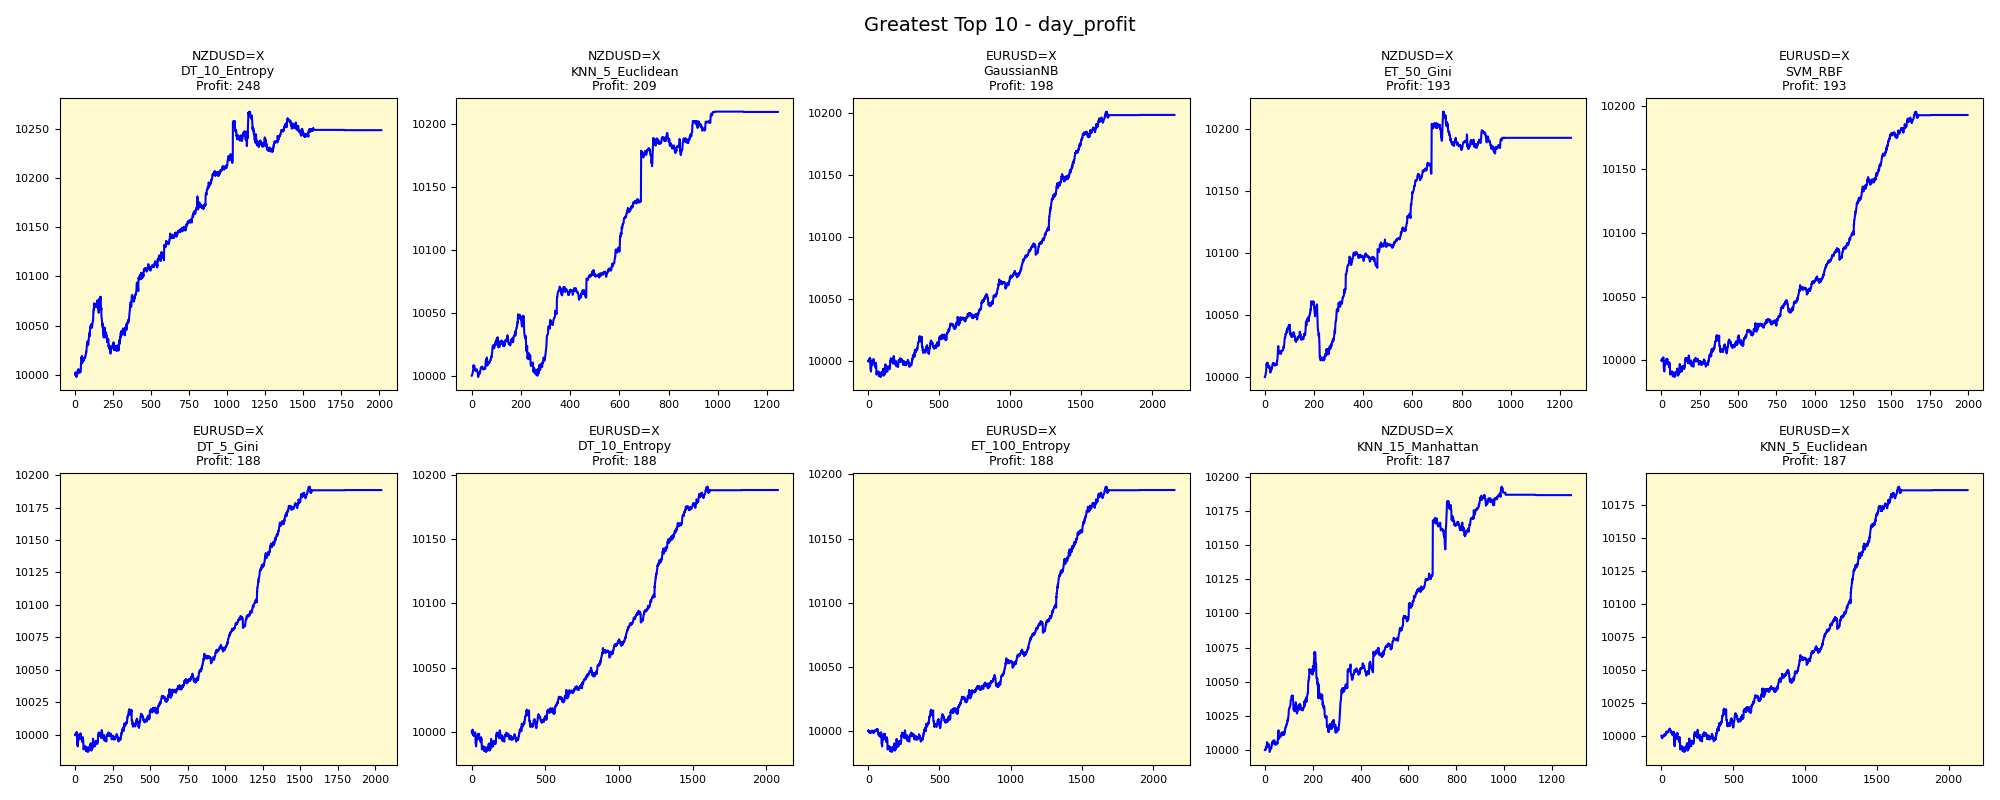 Greatest Top 10 - day_profit
NZDUSD=X
DT_10_Entropy
Profit: 248
10250
10200
10150
10100
10050
10000
0 250 500 750 1000 1250 1500 1750 2000
NZDUSD=X
KNN_5_Euclidean
Profit: 209
10200
10150
10100
10050
10000
0 200 400 600 800 1000 1200
EURUSD=X
GaussianNB
Profit: 198
10200
10150
10100
10050
10000
0 500 1000 1500 2000
NZDUSD=X
ET_50_Gini
Profit: 193
10200
10150
10100
10050
10000
0 200 400 600 800 1000 1200
EURUSD=X
SVM_RBF
Profit: 193
10200
10150
10100
10050
10000
0 250 500 750 1000 1250 1500 1750 2000
EURUSD=X
DT_5_Gini
Profit: 188
10200
10175
10150
10125
10100
10075
10050
10025
10000
0 250 500 750 1000 1250 1500 1750 2000
EURUSD=X
DT_10_Entropy
Profit: 188
10200
10150
10100
10050
10000
0 500 1000 1500 2000
EURUSD=X
ET_100_Entropy
Profit: 188
10200
10150
10100
10050
10000
0 500 1000 1500 2000
NZDUSD=X
KNN_15_Manhattan
Profit: 187
10200
10175
10150
10125
10100
10075
10050
10025
10000
0 200 400 600 800 1000 1200
EURUSD=X
KNN_5_Euclidean
Profit: 187
10175
10150
10125
10100
10075
10050
10025
10000
0 500 1000 1500 2000